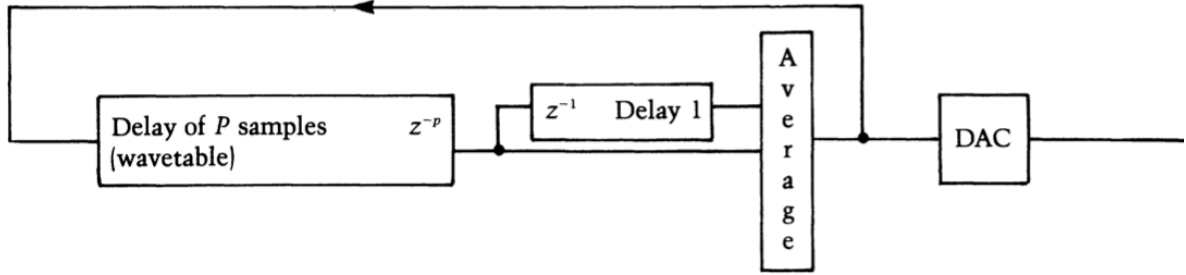 Delay of P samples z⁻ᵖ
(wavetable)
z⁻¹ Delay 1
A
v
e
r
a
g
e
DAC